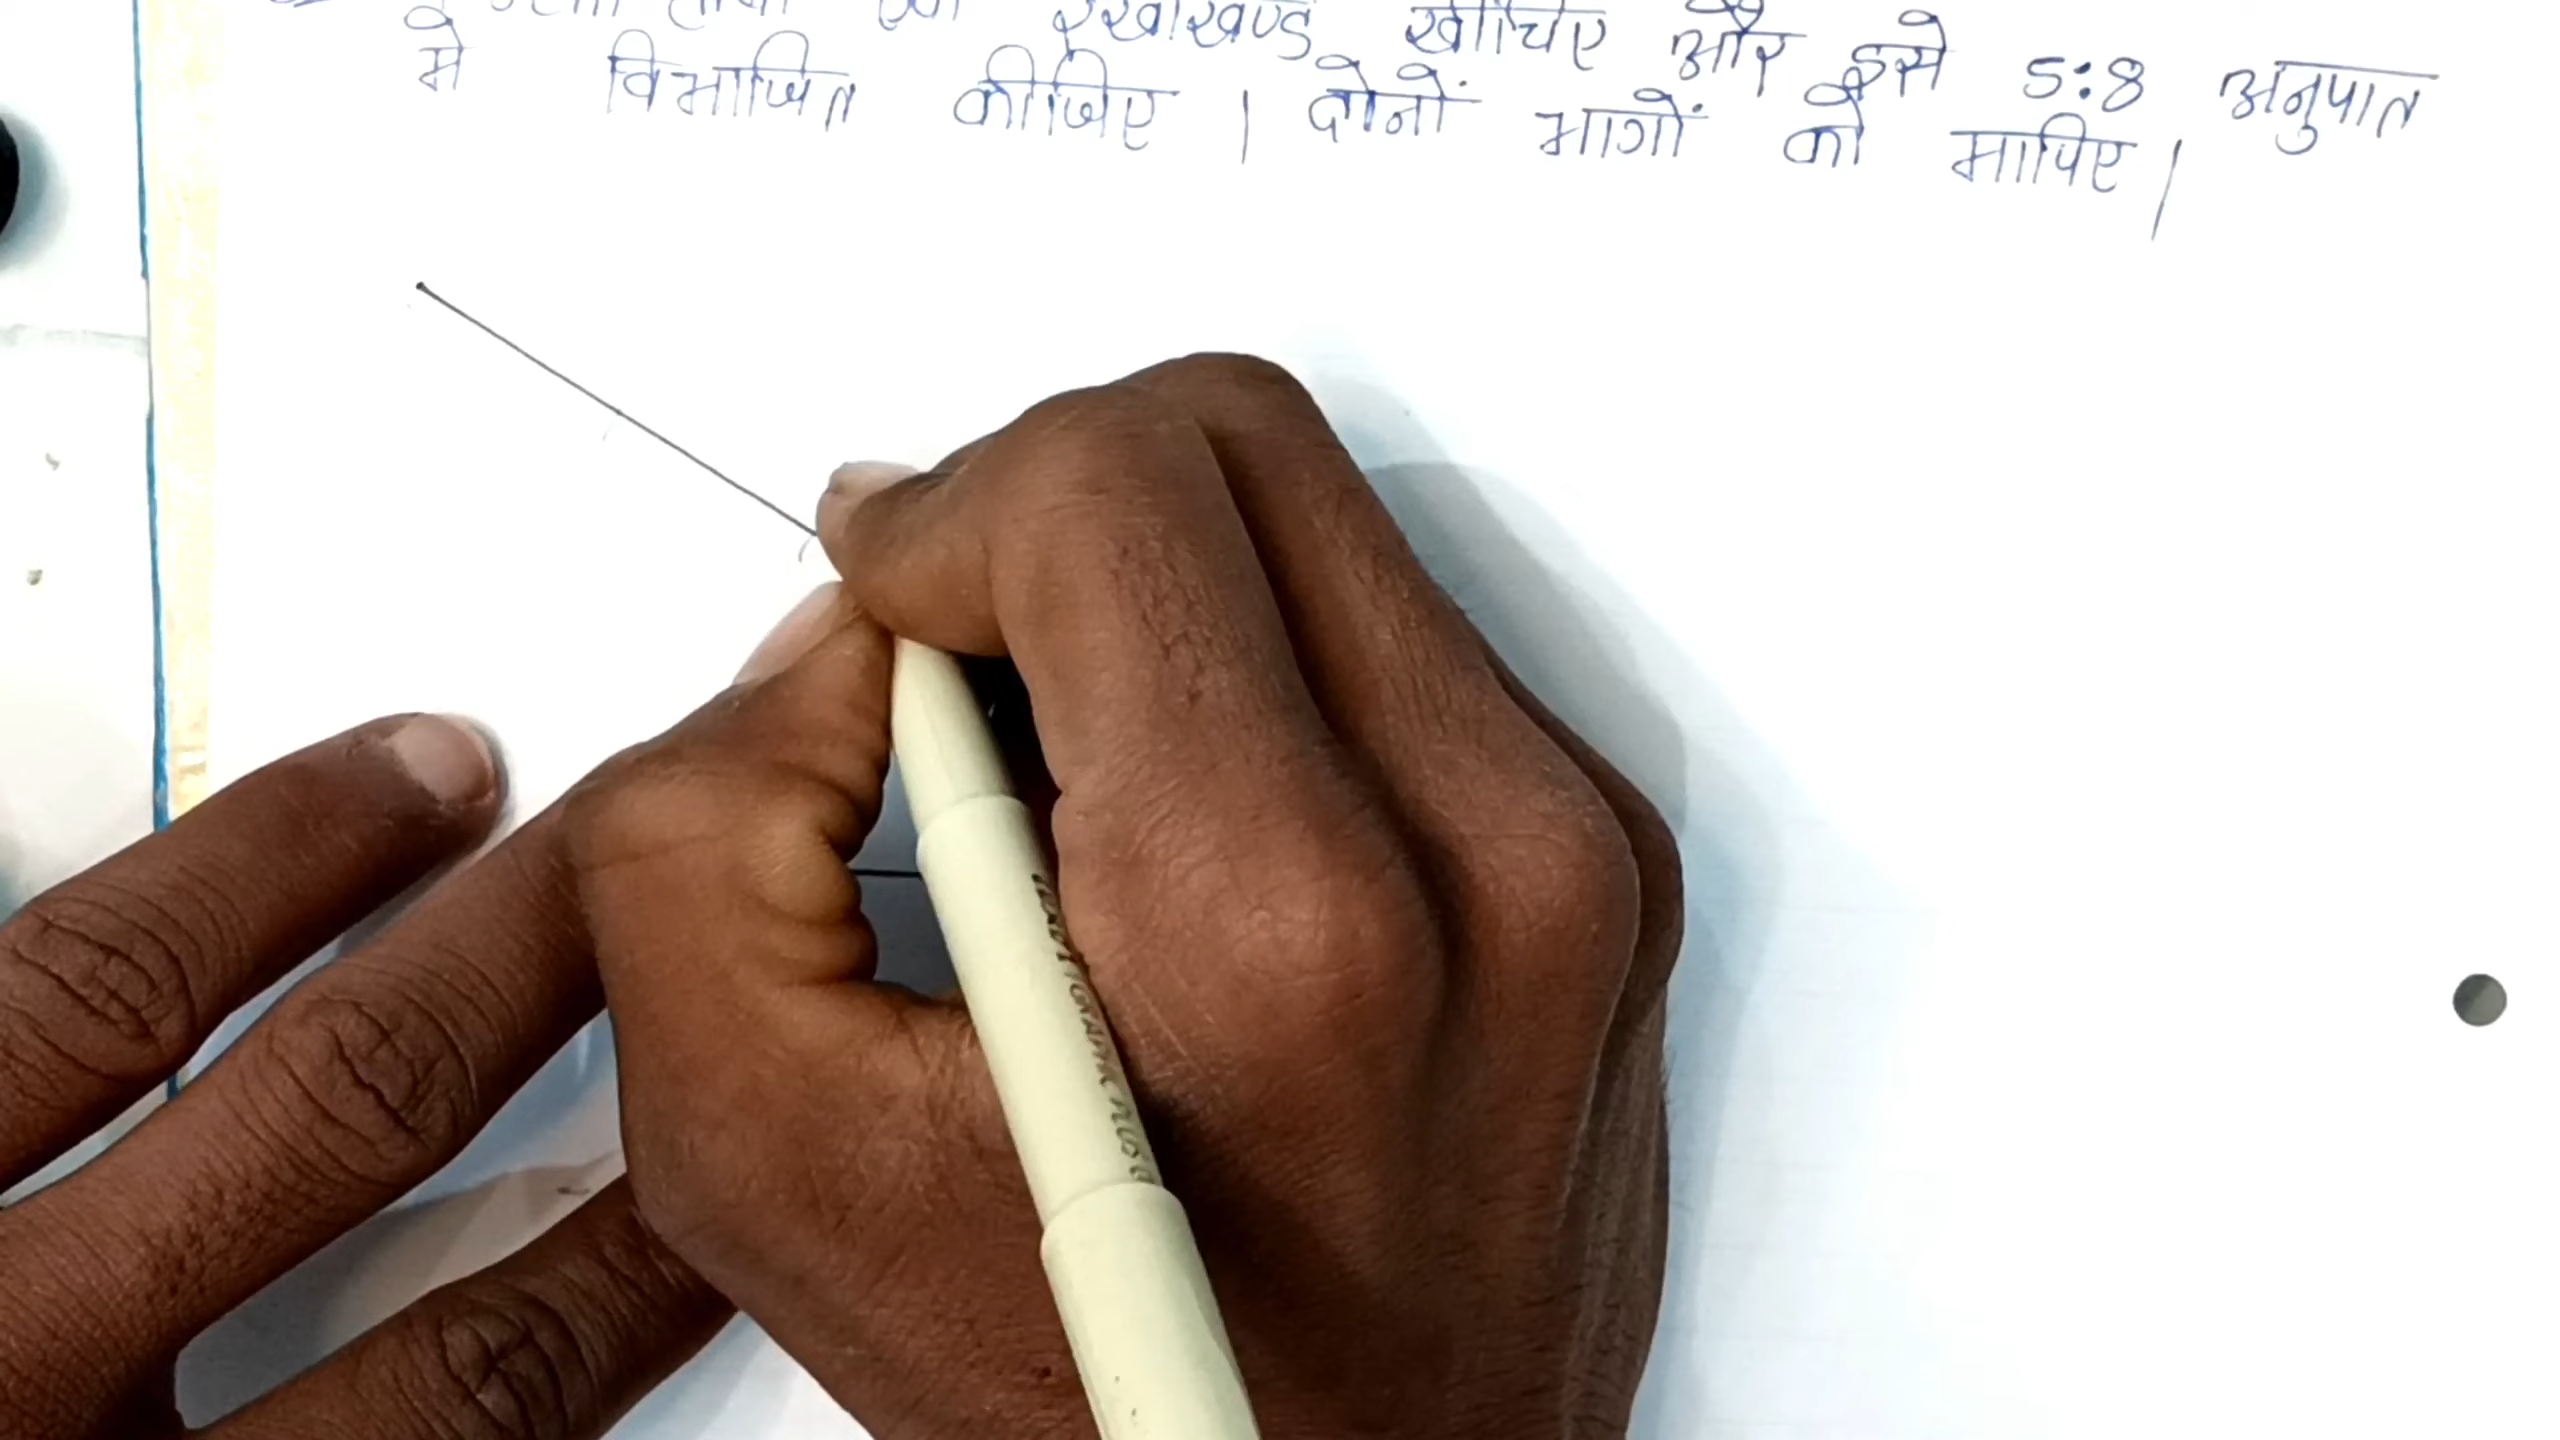 रेखाखण्ड खींचिए और इसे 5:8 अनुपात
मे विभाजित कीजिए । दोनों भागों को मापिए ।